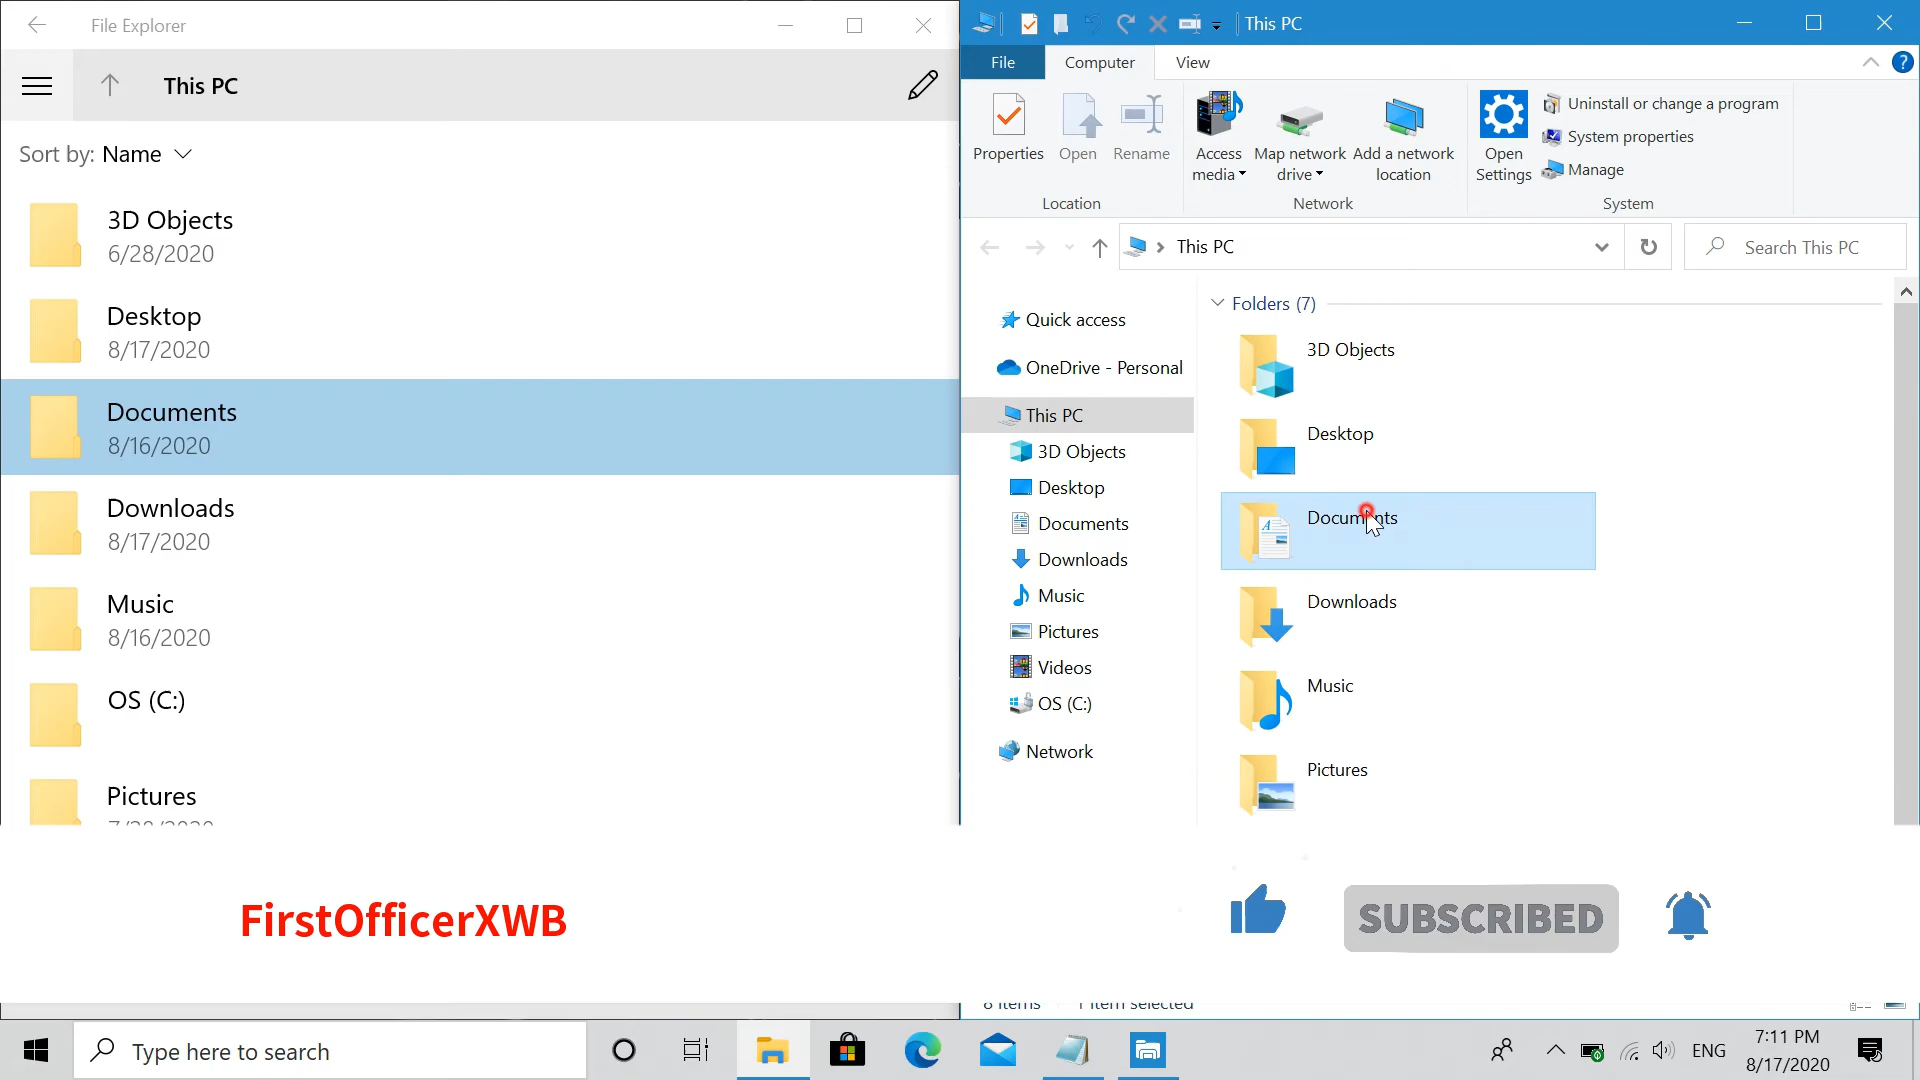 File Explorer
This PC
Sort by: Name
3D Objects
6/28/2020
Desktop
8/17/2020
Documents
8/16/2020
Downloads
8/17/2020
Music
8/16/2020
OS (C:)
Pictures
This PC
File
Computer
View
Properties
Open
Rename
Location
Access media
Map network drive
Add a network location
Network
Open Settings
Uninstall or change a program
System properties
Manage
System
This PC
Search This PC
Quick access
OneDrive - Personal
This PC
3D Objects
Desktop
Documents
Downloads
Music
Pictures
Videos
OS (C:)
Network
Folders (7)
3D Objects
Desktop
Documents
Downloads
Music
Pictures
FirstOfficerXWB
SUBSCRIBED
8 items
1 item selected
Type here to search
ENG
7:11 PM
8/17/2020